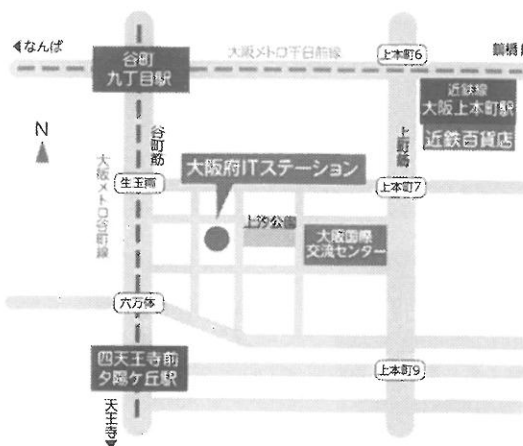 なんば
大阪メトロ千日前線
上本町6
鶴橋
谷町
九丁目駅
近鉄線
大阪上本町駅
近鉄百貨店
N
谷町筋
上町筋
大阪メトロ谷町線
大阪府ITステーション
生玉南
上本町7
上汐公園
大阪国際
交流センター
六万体
四天王寺前
夕陽ケ丘駅
上本町9
天王寺